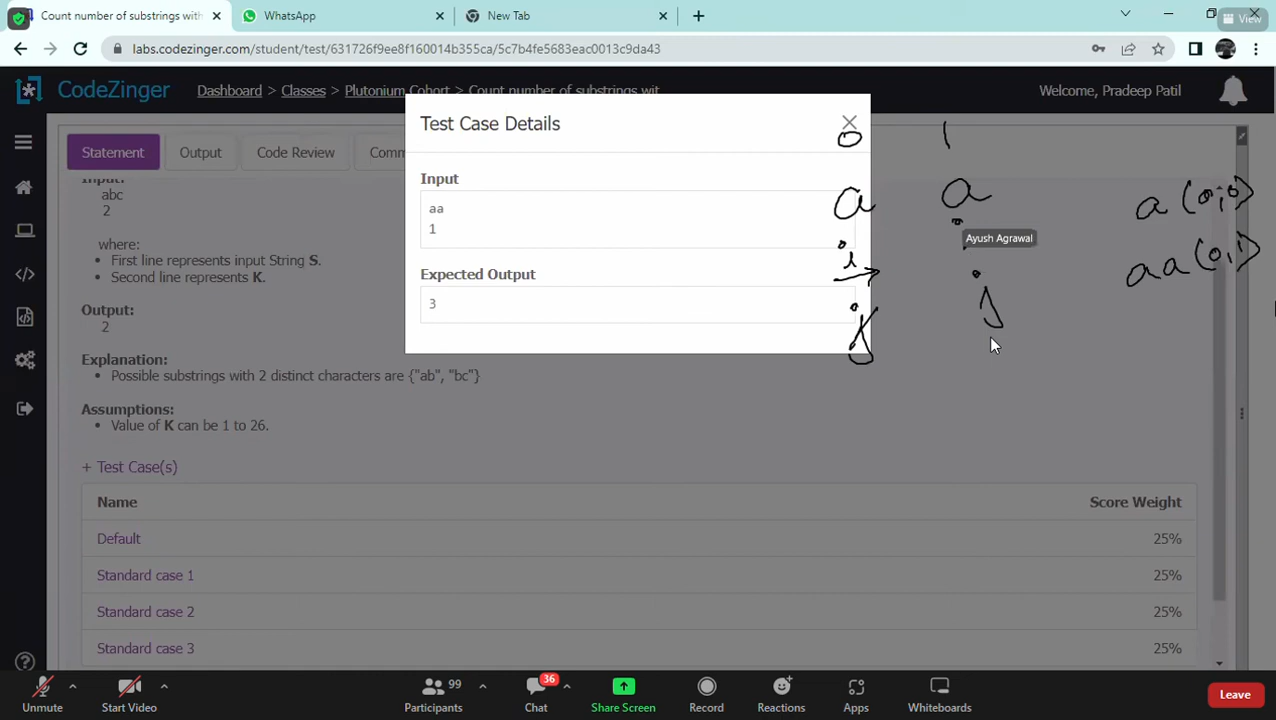 Count number of substrings with
WhatsApp
New Tab
View
labs.codezinger.com/student/test/631726f9ee8f160014b355ca/5c7b4fe5683eac0013c9da43
CodeZinger
Dashboard > Classes > Plutonium Cohort > Count number of substrings wit
Welcome, Pradeep Patil
Statement
Output
Code Review
Comm
Test Case Details
0
1
Input:
abc
2
where:
• First line represents input String S.
• Second line represents K.
Output:
2
Explanation:
• Possible substrings with 2 distinct characters are {"ab", "bc"}
Assumptions:
• Value of K can be 1 to 26.
Input
aa
1
Expected Output
3
a
a
i
j
j
Ayush Agrawal
a (0,0)
aa (0,1)
+ Test Case(s)
Name
Score Weight
Default
25%
Standard case 1
25%
Standard case 2
25%
Standard case 3
25%
Unmute
Start Video
99
Participants
36
Chat
Share Screen
Record
Reactions
Apps
Whiteboards
Leave